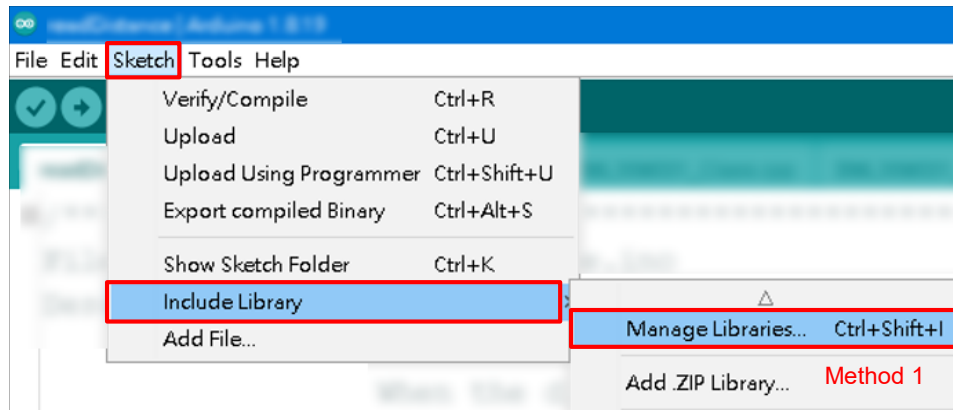 File Edit Sketch Tools Help
Verify/Compile Ctrl+R
Upload Ctrl+U
Upload Using Programmer Ctrl+Shift+U
Export compiled Binary Ctrl+Alt+S
Show Sketch Folder Ctrl+K
Include Library
Add File...
Manage Libraries... Ctrl+Shift+I
Add .ZIP Library... Method 1